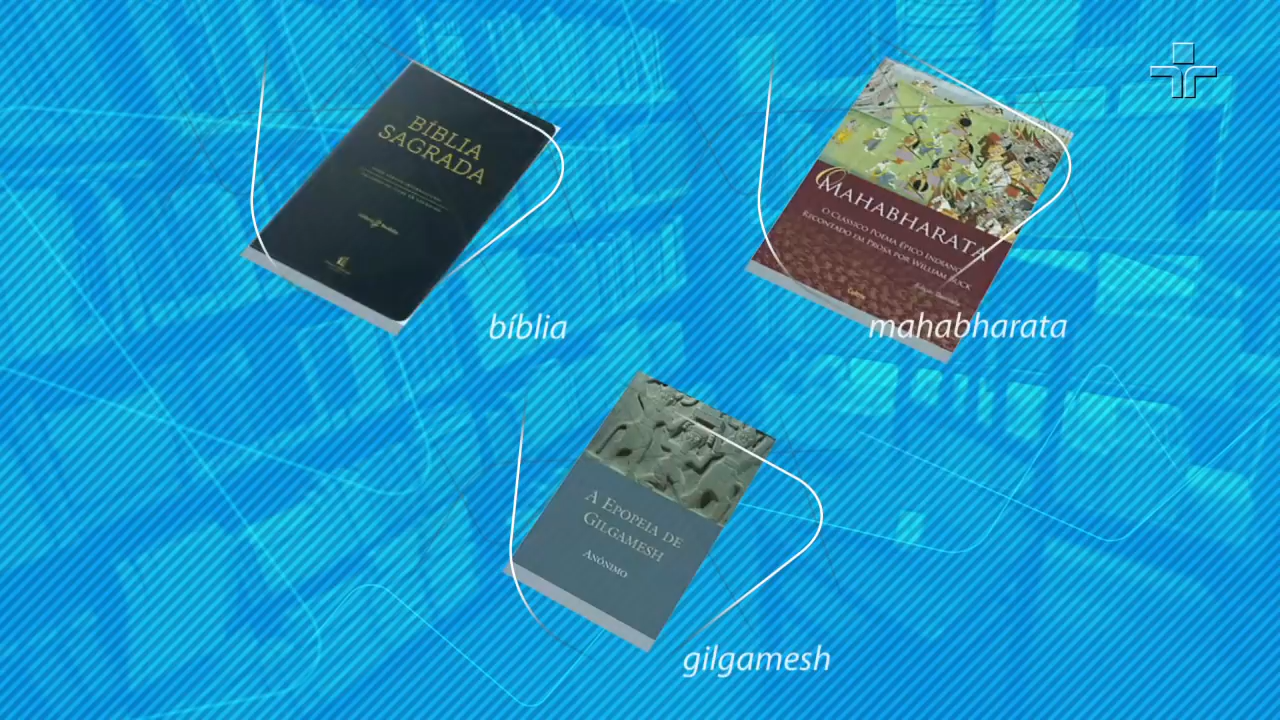 BÍBLIA
SAGRADA
bíblia
O
MAHABHARATA
O CLÁSSICO POEMA ÉPICO INDIANO
RECONTADO EM PROSA POR WILLIAM BUCK
mahabharata
A EPOPEIA DE
GILGAMESH
ANÔNIMO
gilgamesh